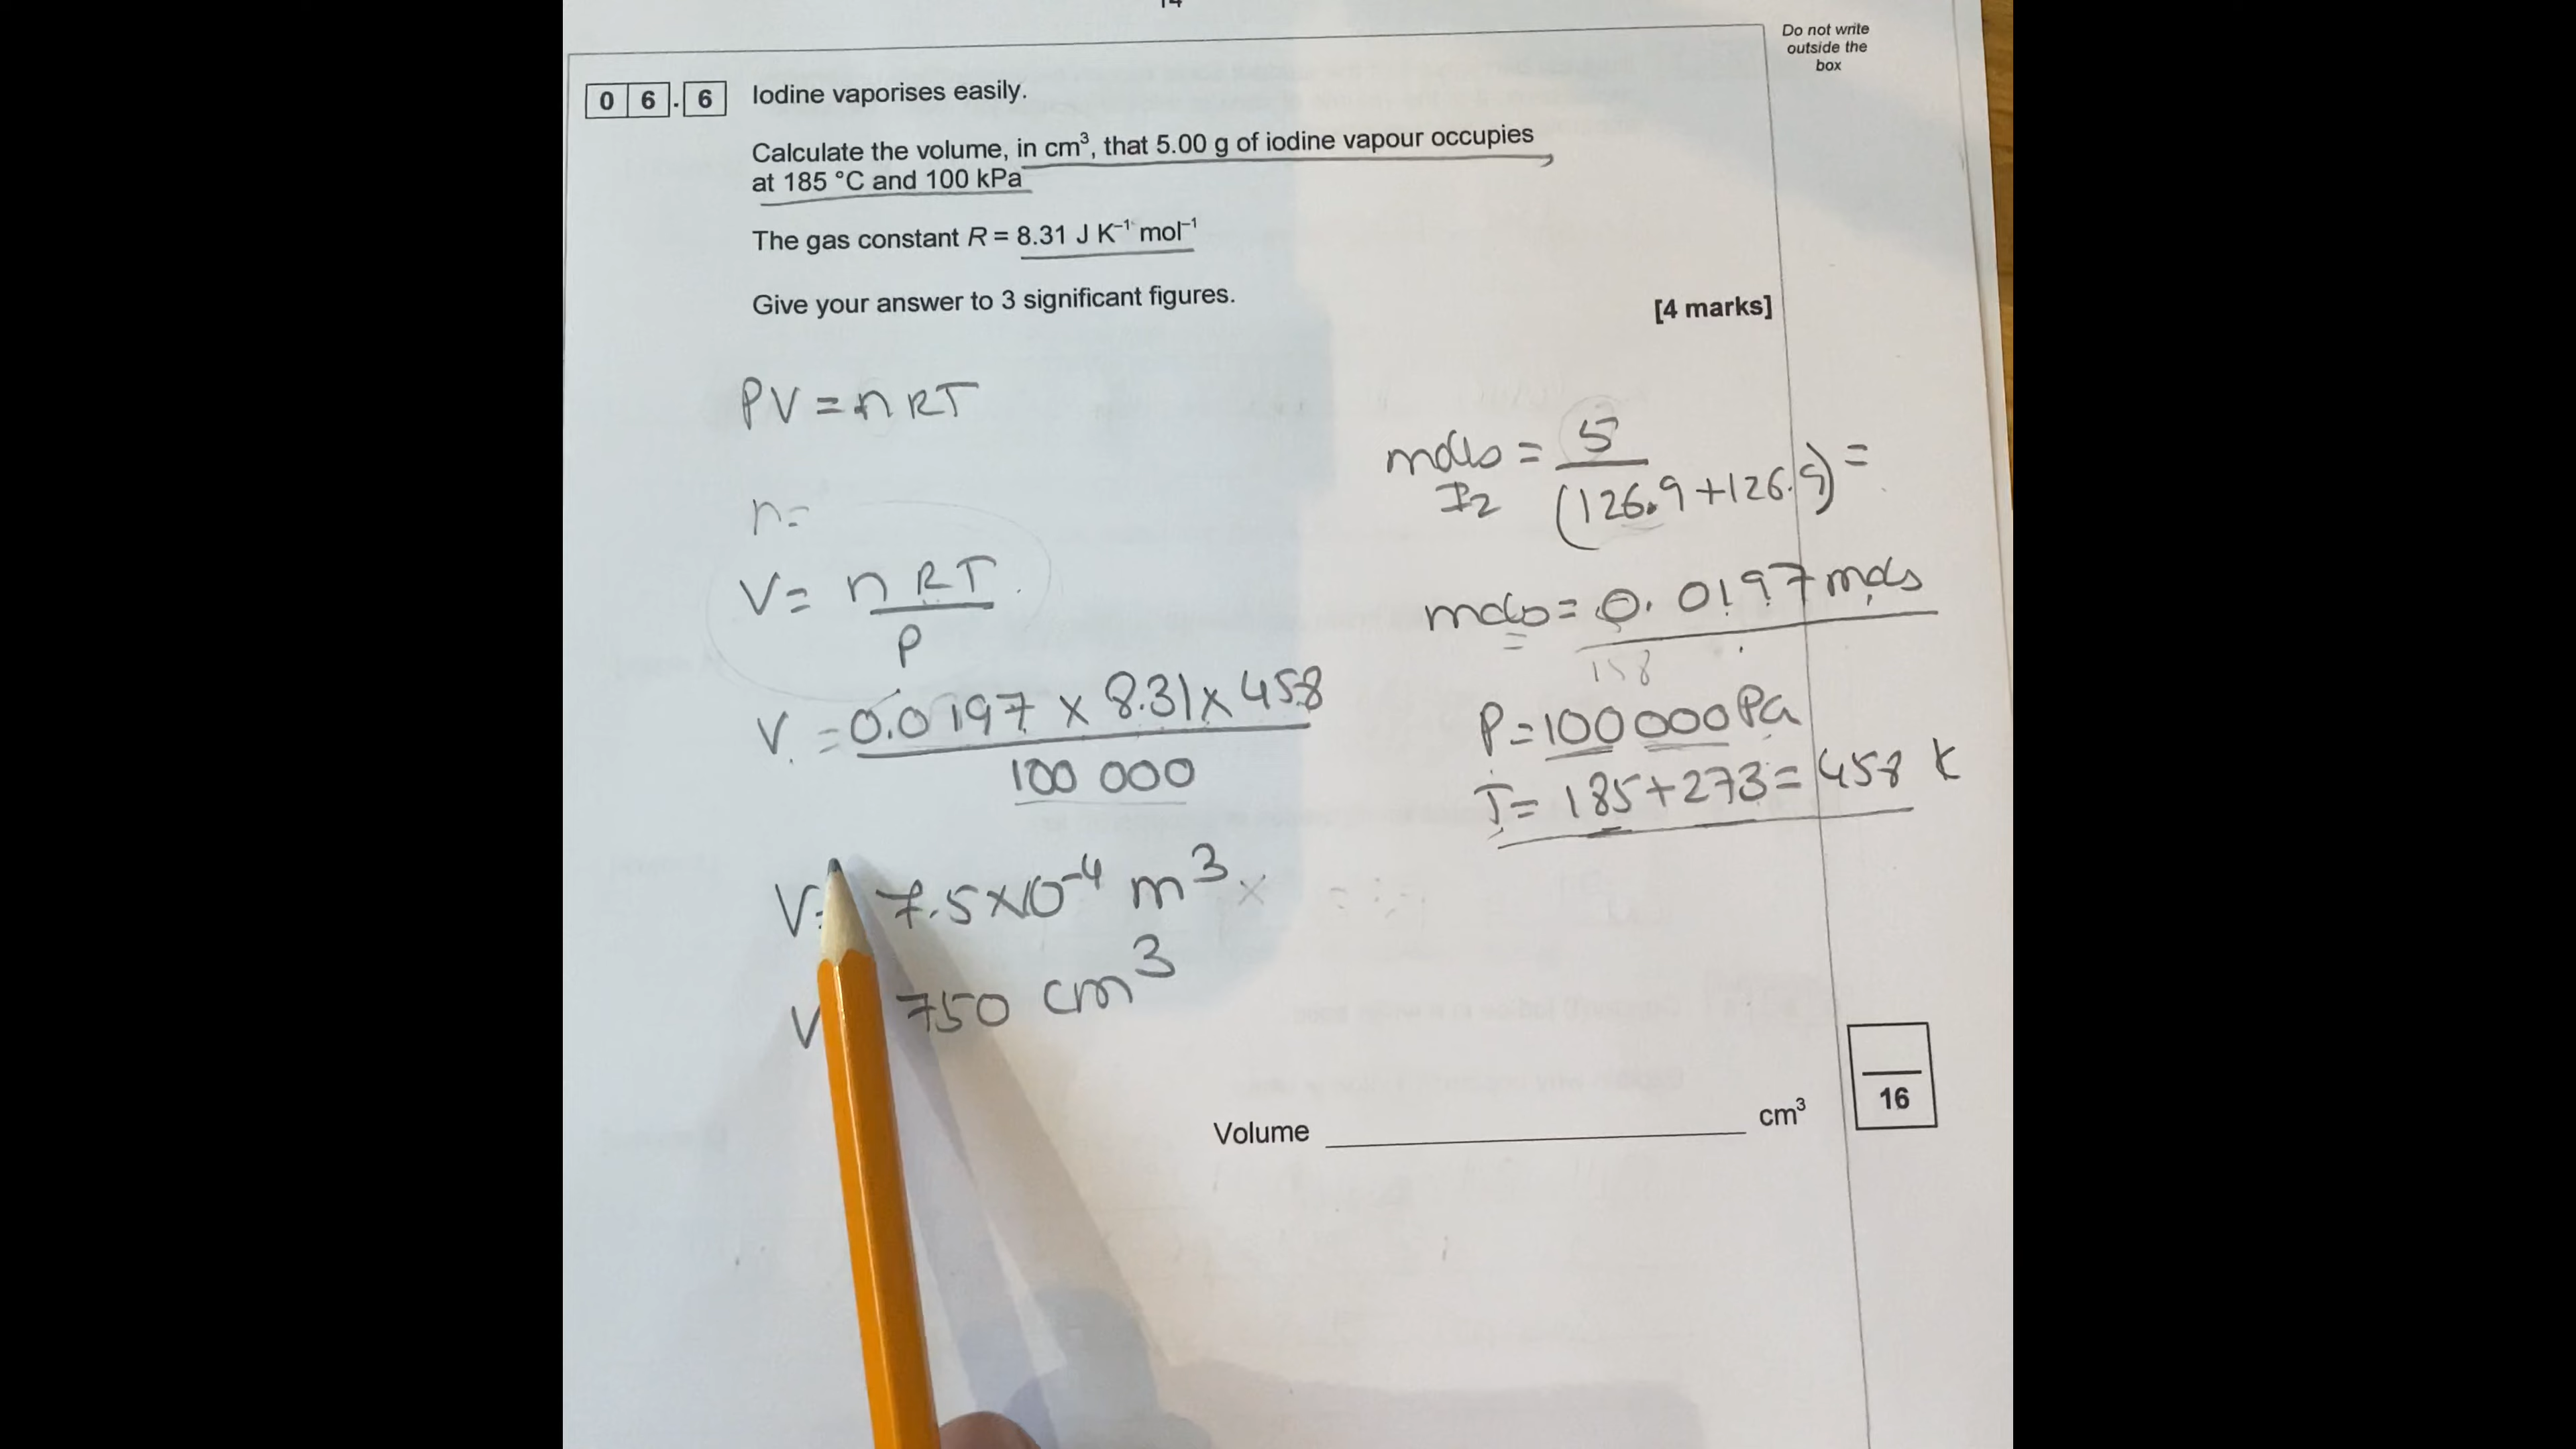 Do not write
outside the
box
0 6 . 6 Iodine vaporises easily.
Calculate the volume, in cm³, that 5.00 g of iodine vapour occupies
at 185 °C and 100 kPa
The gas constant R = 8.31 J K⁻¹ mol⁻¹
Give your answer to 3 significant figures.
[4 marks]
PV = nRT
n=
V = nRT
P
V = 0.0197 x 8.31 x 458
100 000
V= 7.5x10⁻⁴ m³ x
V 750 cm³
mols = 5
I2 (126.9+126.9) =
mols = 0.0197 mols
158
P=100 000 Pa
T= 185+273= 458 K
Volume cm³
16